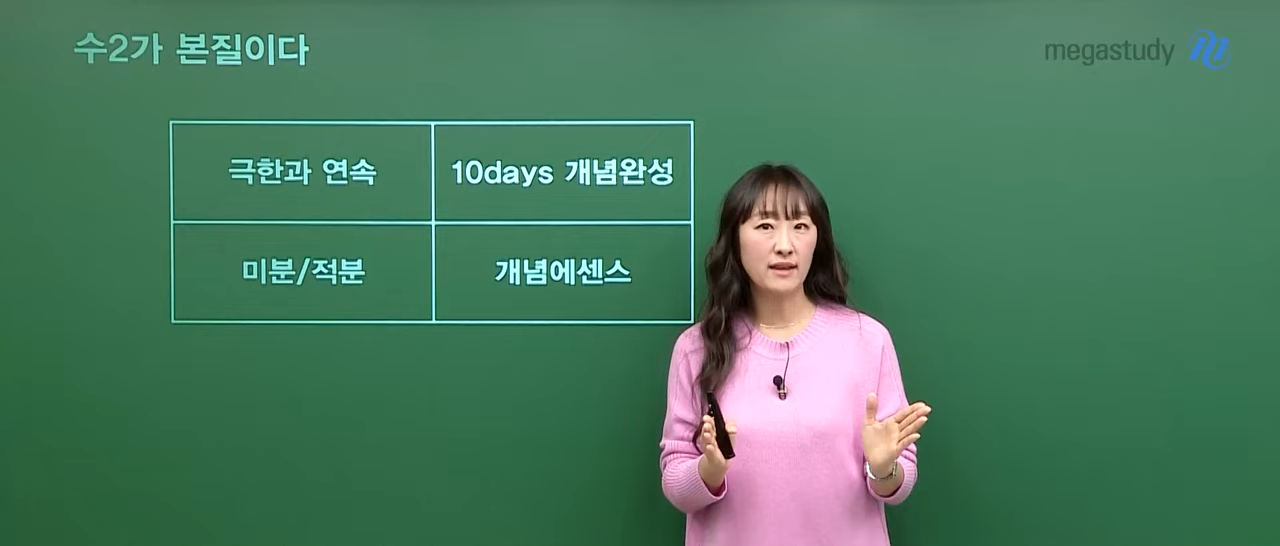 수2가 본질이다
megastudy
극한과 연속
10days 개념완성
미분/적분
개념에센스